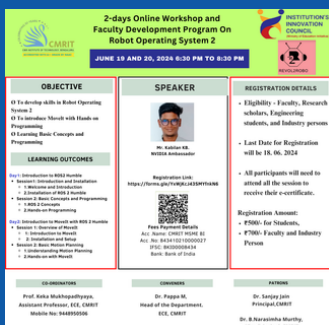 2-days Online Workshop and
Faculty Development Program On
Robot Operating System 2
CMRIT
INSTITUTION'S
INNOVATION
COUNCIL
JUNE 19 AND 20, 2024 6:30 PM TO 8:30 PM
OBJECTIVE
To develop skills in Robot Operating
System 2
To introduce MoveIt with Hands on
Programming
Learning Basic Concepts and
Programming
LEARNING OUTCOMES
Day1: Introduction to ROS2 Humble
Session1: Introduction and Installation
1:Welcome and Introduction
2:Installation of ROS 2 Humble
Session 2: Basic Concepts and Programming
1:ROS 2 Concepts
2:Hands-on Programming
Day2: Introduction to MoveIt with ROS 2 Humble
Session 1: Overview of MoveIt
1: Introduction to MoveIt
2: Installation and Setup
Session 2: Basic Motion Planning
1:Understanding Motion Planning
2:Hands-on with MoveIt
SPEAKER
Mr. Kabilan KB.
NVIDIA Ambassador
Registration Link:
Fees Payment Details
Acc .Name: CMRIT MSME BI
Bank: Bank of India
REGISTRATION DETAILS
Eligibility - Faculty, Research
scholars, Engineering
students, and Industry persons
Last Date for Registration
will be 18. 06. 2024
All participants will need to
attend all the session to
receive their e-certificate.
Registration Amount:
₹500/- for Students,
₹700/- Faculty and Industry
Person
CO-ORDINATORS
Prof. Keka Mukhopadhyaya,
Assistant Professor, ECE, CMRIT
Mobile No: 9448950506
CONVENERS
Dr. Pappa M,
Head of the Department.
ECE, CMRIT
PATRONS
Dr. Sanjay Jain
Principal,CMRIT
Dr. B.Narasimha Murthy,